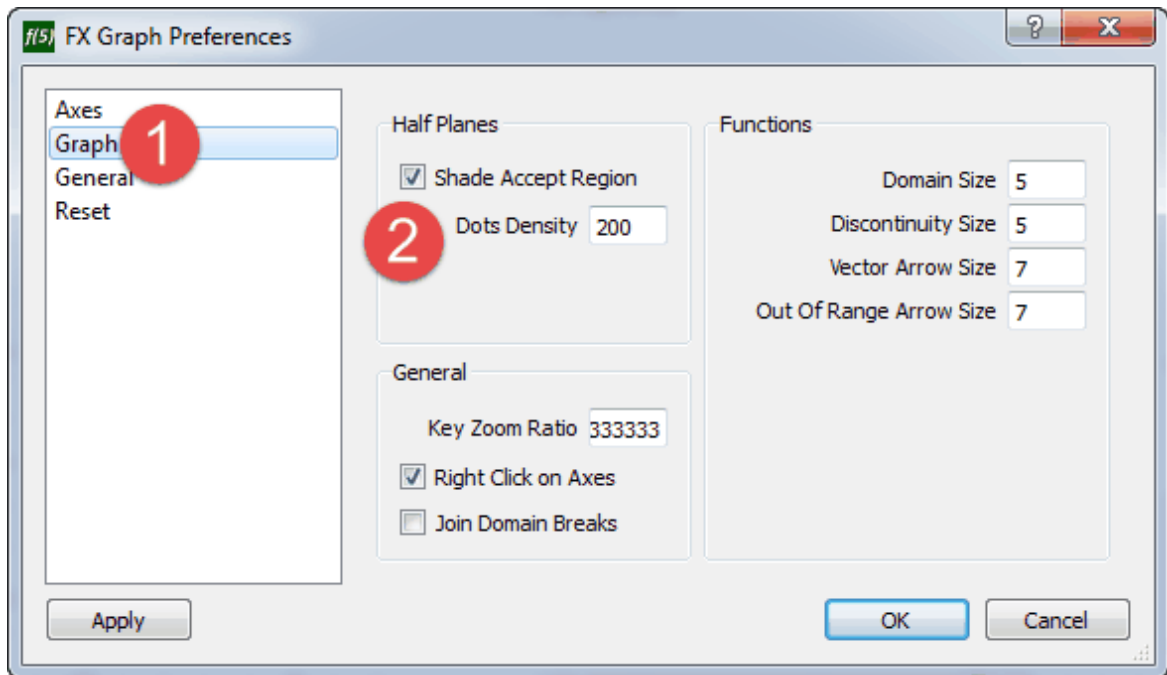 f(5) FX Graph Preferences
?
X
Axes
Graph
1
General
Reset
Half Planes
Shade Accept Region
2
Dots Density 200
General
Key Zoom Ratio 333333
Right Click on Axes
Join Domain Breaks
Functions
Domain Size 5
Discontinuity Size 5
Vector Arrow Size 7
Out Of Range Arrow Size 7
Apply
OK
Cancel